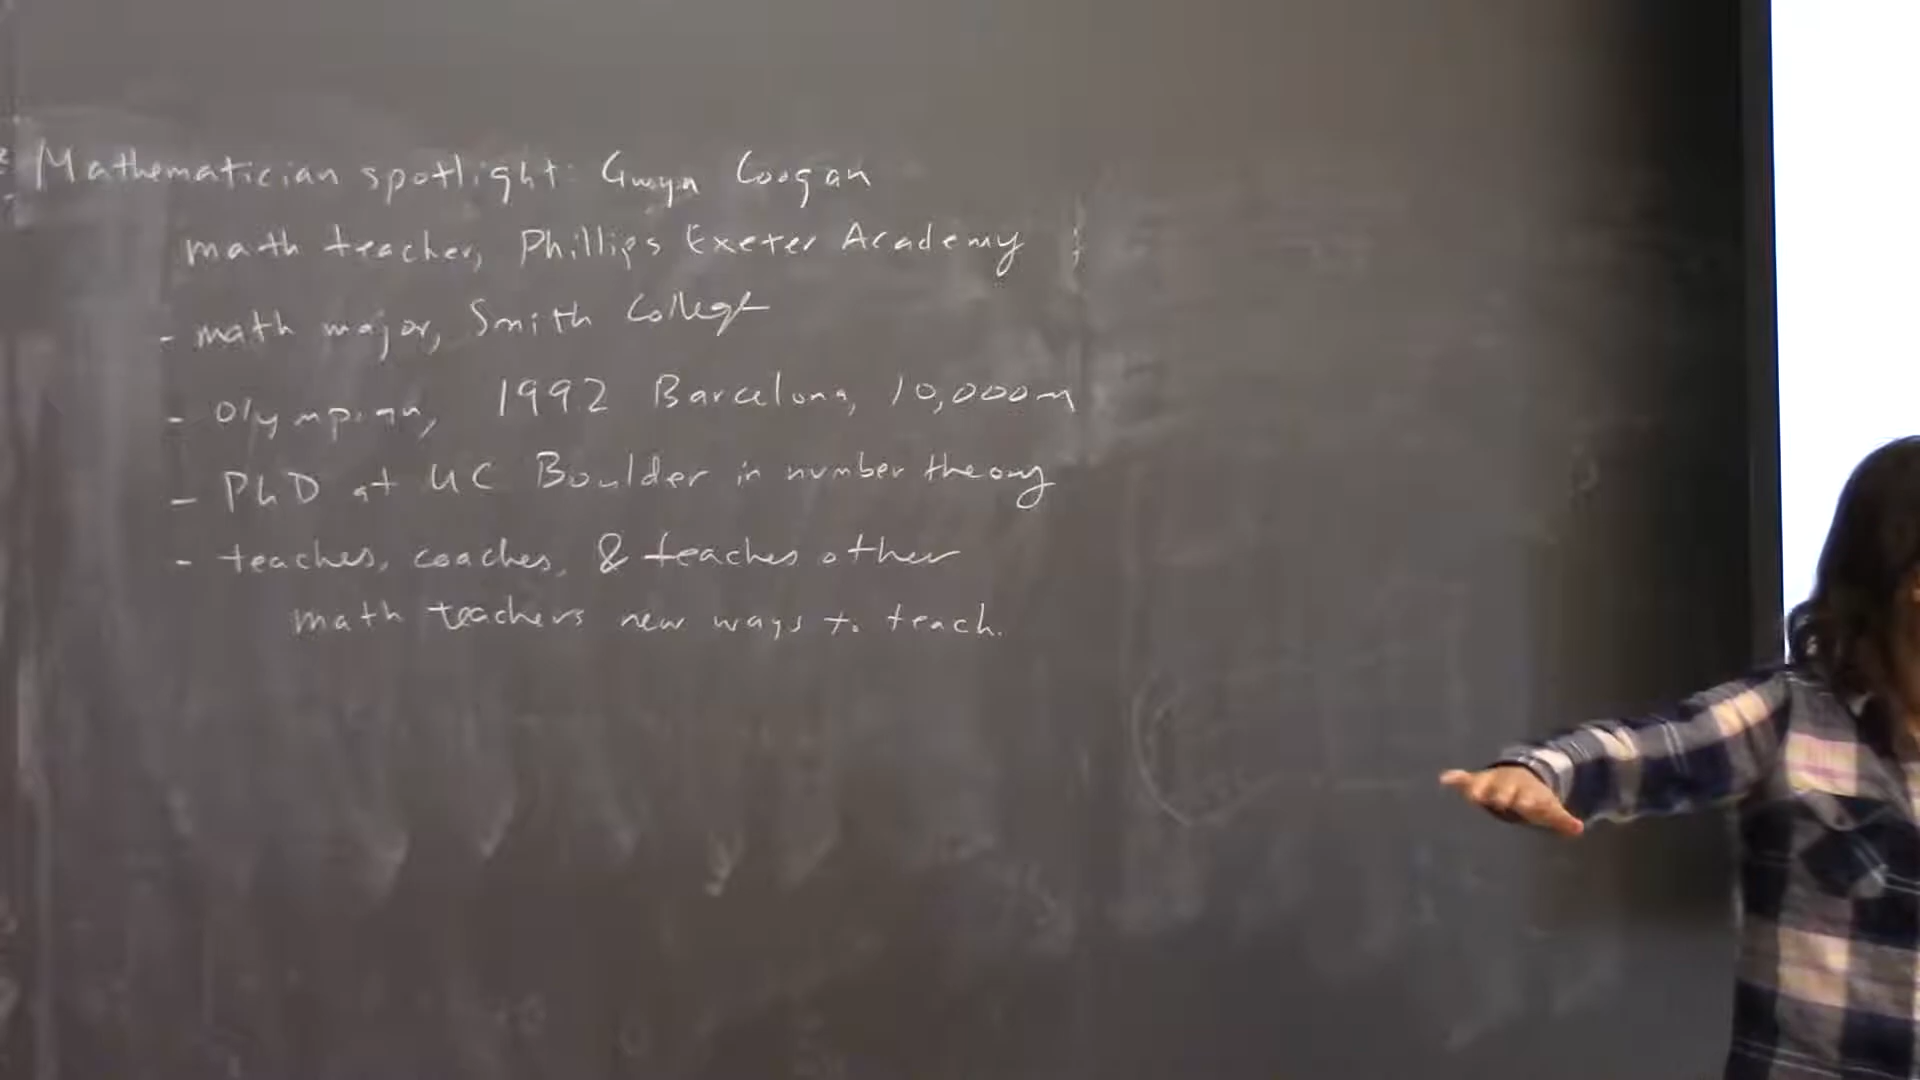 Mathematician spotlight: Gwyn Coogan
math teacher, Phillips Exeter Academy
- math major, Smith College
- Olympian, 1992 Barcelona, 10,000m
- PhD at UC Boulder in number theory
- teaches, coaches, & teaches other
math teachers new ways to teach.